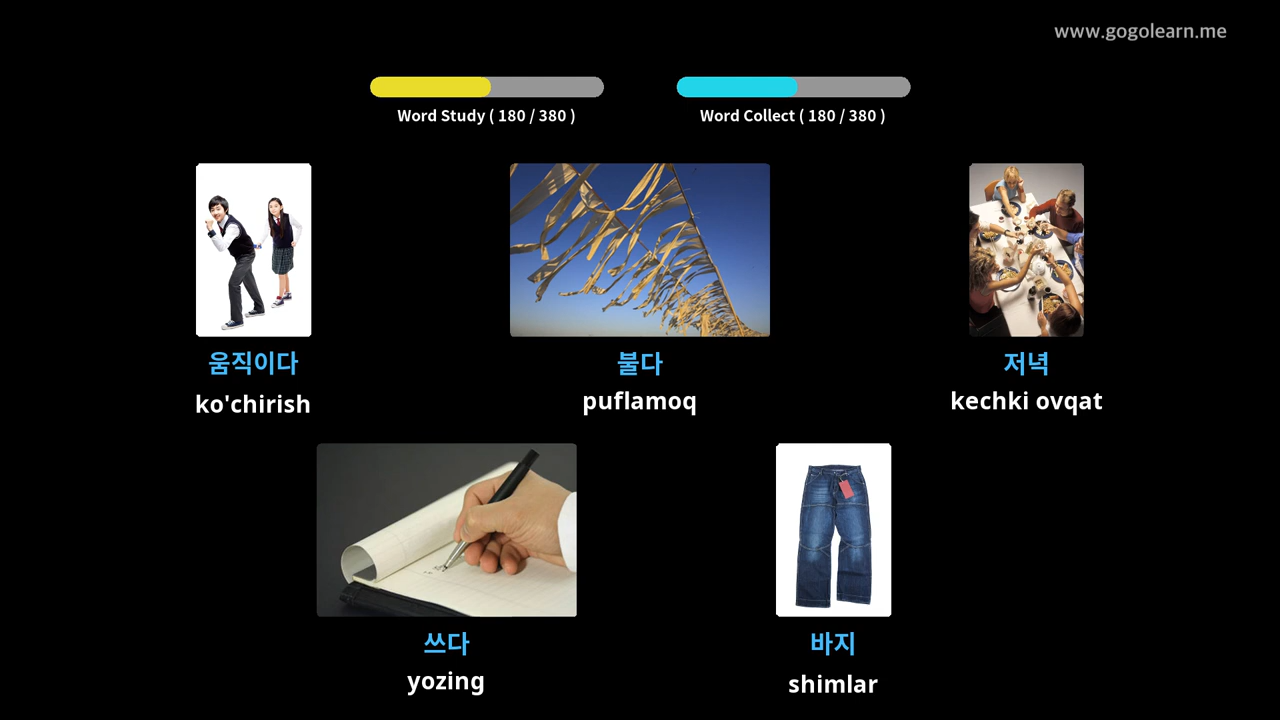 www.gogolearn.me
Word Study ( 180 / 380 )
Word Collect ( 180 / 380 )
움직이다
ko'chirish
불다
puflamoq
저녁
kechki ovqat
쓰다
yozing
바지
shimlar